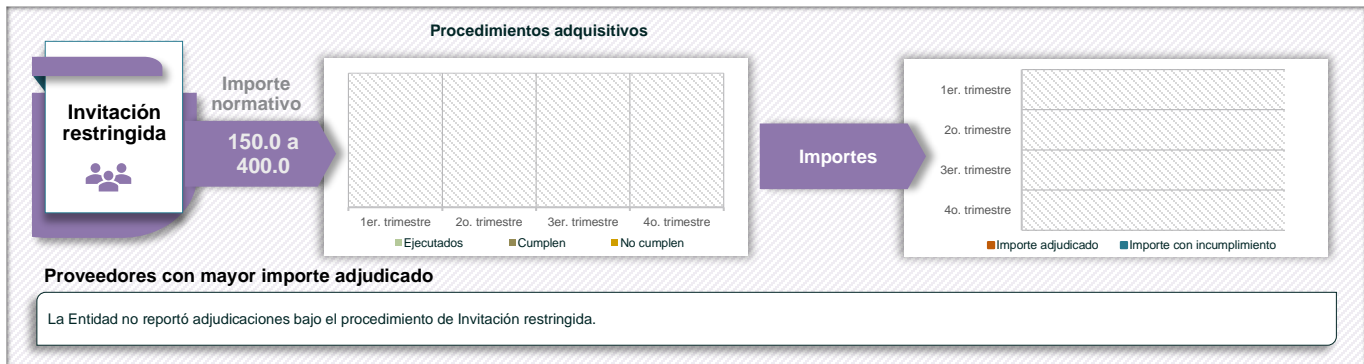 Procedimientos adquisitivos
Invitación
restringida
Importe
normativo
150.0 a
400.0
1er. trimestre
2o. trimestre
3er. trimestre
4o. trimestre
Ejecutados
Cumplen
No cumplen
Importes
1er. trimestre
2o. trimestre
3er. trimestre
4o. trimestre
Importe adjudicado
Importe con incumplimiento
Proveedores con mayor importe adjudicado
La Entidad no reportó adjudicaciones bajo el procedimiento de Invitación restringida.